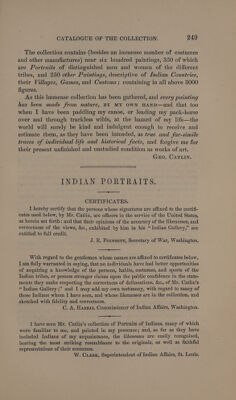 CATALOGUE OF THE COLLECTION. 249
The collection contains (besides an immense number of costumes
and other manufactures) near six hundred paintings, 350 of which
are Portraits of distinguished men and women of the different
tribes, and 250 other Paintings, descriptive of Indian Countries,
their Villages, Games, and Customs; containing in all above 3000
figures.
As this immense collection has been gathered, and every painting
has been made from nature, BY MY OWN HAND—and that too
when I have been paddling my canoe, or leading my pack-horse
over and through trackless wilds, at the hazard of my life—the
world will surely be kind and indulgent enough to receive and
estimate them, as they have been intended, as true and fac-simile
traces of individual life and historical facts, and forgive me for
their present unfinished and unstudied condition as works of art.
GEO. CATLIN.
INDIAN PORTRAITS.
CERTIFICATES.
I hereby certify that the persons whose signatures are affixed to the certifi-
cates used below, by Mr. Catlin, are officers in the service of the United States,
as herein set forth: and that their opinions of the accuracy of the likenesses, and
correctness of the views, &c., exhibited by him in his "Indian Gallery," are
entitled to full credit.
J. R. POINSETT, Secretary of War, Washington.
With regard to the gentlemen whose names are affixed to certificates below,
I am fully warranted in saying, that no individuals have had better opportunities
of acquiring a knowledge of the persons, habits, costumes, and sports of the
Indian tribes, or possess stronger claims upon the public confidence in the state-
ments they make respecting the correctness of delineations, &c., of Mr. Catlin's
"Indian Gallery;" and I may add my own testimony, with regard to many of
those Indians whom I have seen, and whose likenesses are in the collection, and
sketched with fidelity and correctness.
C. A. HARRIS, Commissioner of Indian Affairs, Washington.
I have seen Mr. Catlin's collection of Portraits of Indians, many of which
were familiar to me, and painted in my presence; and, as far as they have
included Indians of my acquaintance, the likenesses are easily recognised,
bearing the most striking resemblance to the originals, as well as faithful
representations of their costumes.
W. CLARK, Superintendent of Indian Affairs, St. Louis.